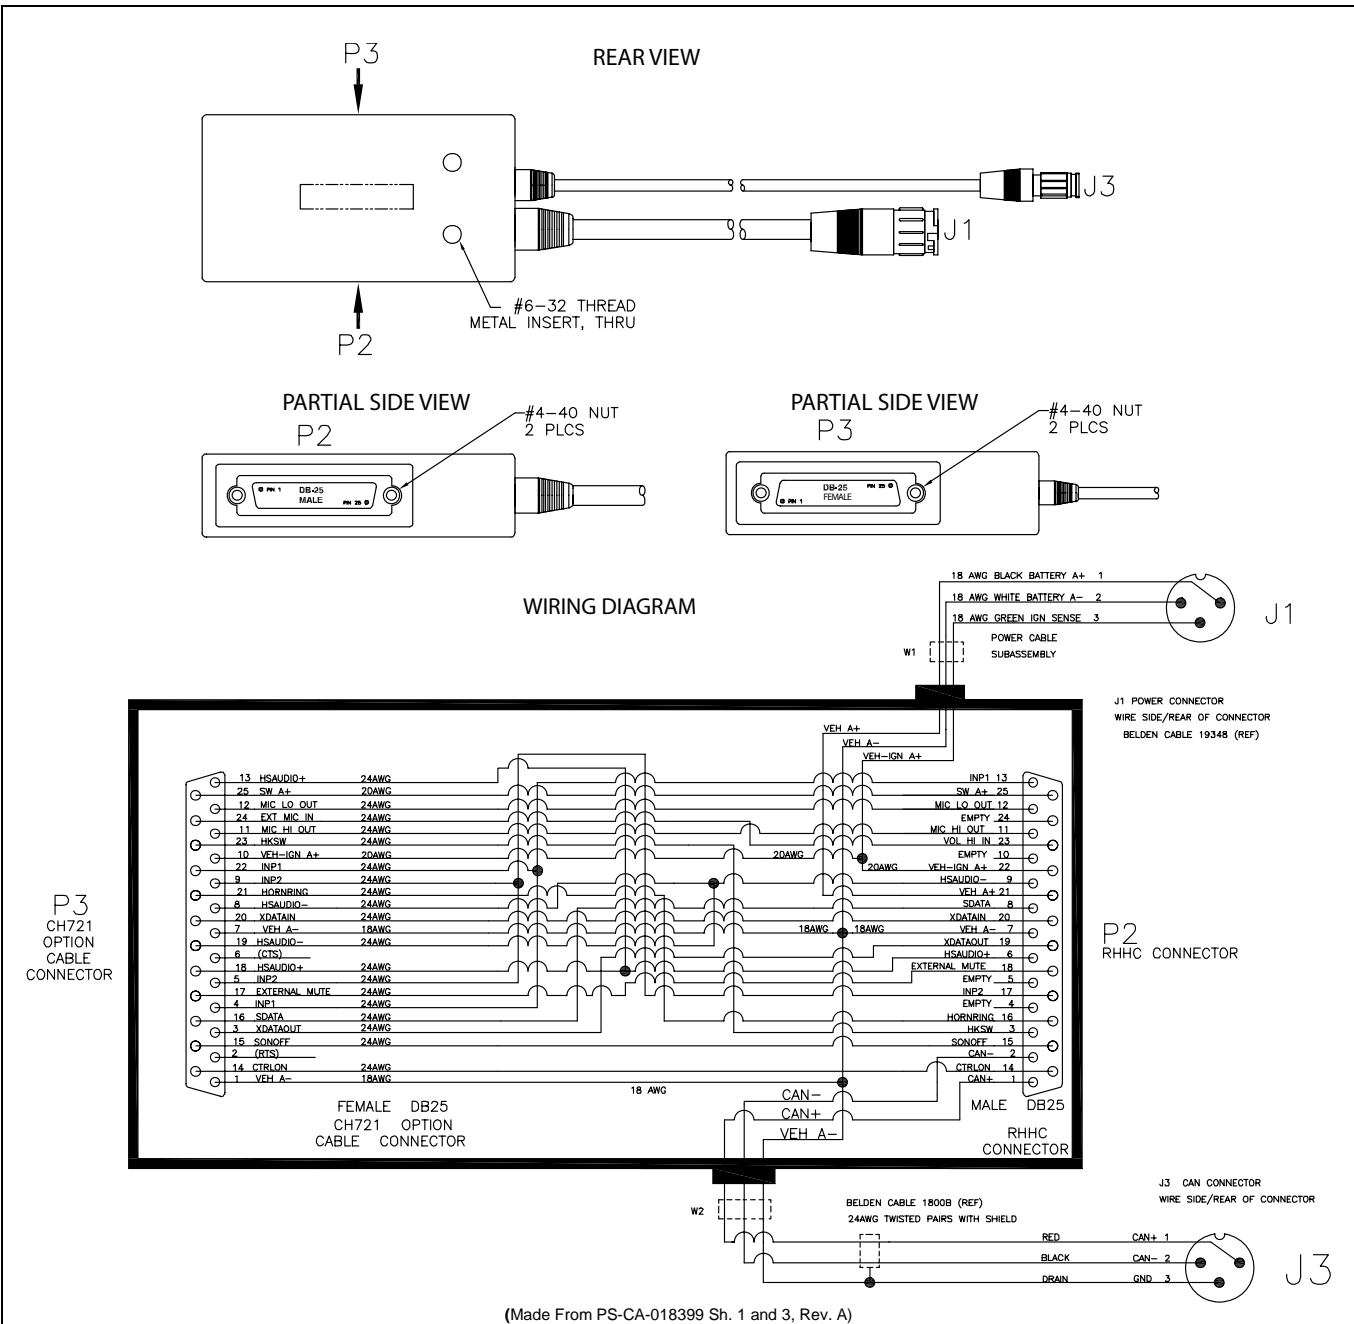 P3
REAR VIEW
J3
J1
#6-32 THREAD
METAL INSERT, THRU
P2
PARTIAL SIDE VIEW
P2
#4-40 NUT
2 PLCS
PIN 1
DB-25
MALE
PIN 25
PARTIAL SIDE VIEW
P3
#4-40 NUT
2 PLCS
DB-25
FEMALE
PIN 25
PIN 1
WIRING DIAGRAM
18 AWG BLACK BATTERY A+ 1
18 AWG WHITE BATTERY A- 2
18 AWG GREEN IGN SENSE 3
J1
W1
POWER CABLE
SUBASSEMBLY
J1 POWER CONNECTOR
WIRE SIDE/REAR OF CONNECTOR
BELDEN CABLE 19348 (REF)
VEH A+
VEH A-
VEH-IGN A+
13 HSAUDIO+ 24AWG
25 SW A+ 20AWG
12 MIC LO OUT 24AWG
24 EXT MIC IN 24AWG
11 MIC HI OUT 24AWG
23 HKSW 24AWG
10 VEH-IGN A+ 20AWG
22 INP1 24AWG
9 INP2 24AWG
21 HORNRING 24AWG
8 HSAUDIO- 24AWG
20 XDATAIN 24AWG
7 VEH A- 18AWG
19 HSAUDIO- 24AWG
6 (CTS)
18 HSAUDIO+ 24AWG
5 INP2 24AWG
17 EXTERNAL MUTE 24AWG
4 INP1 24AWG
16 SDATA 24AWG
3 XDATAOUT 24AWG
15 SONOFF 24AWG
2 (RTS)
14 CTRLON 24AWG
1 VEH A- 18AWG
P3
CH721
OPTION
CABLE
CONNECTOR
20AWG
20AWG
18AWG
18AWG
18 AWG
INP1 13
SW A+ 25
MIC LO OUT 12
EMPTY 24
MIC HI OUT 11
VOL HI IN 23
EMPTY 10
VEH-IGN A+ 22
HSAUDIO- 9
VEH A+ 21
SDATA 8
XDATAIN 20
VEH A- 7
XDATAOUT 19
HSAUDIO+ 6
EXTERNAL MUTE 18
EMPTY 5
INP2 17
EMPTY 4
HORNRING 16
HKSW 3
SONOFF 15
CAN- 2
CTRLON 14
CAN+ 1
P2
RHHC CONNECTOR
FEMALE DB25
CH721 OPTION
CABLE CONNECTOR
CAN-
CAN+
VEH A-
MALE DB25
RHHC
CONNECTOR
J3 CAN CONNECTOR
WIRE SIDE/REAR OF CONNECTOR
W2
BELDEN CABLE 1800B (REF)
24AWG TWISTED PAIRS WITH SHIELD
RED CAN+ 1
BLACK CAN- 2
DRAIN GND 3
J3
(Made From PS-CA-018399 Sh. 1 and 3, Rev. A)